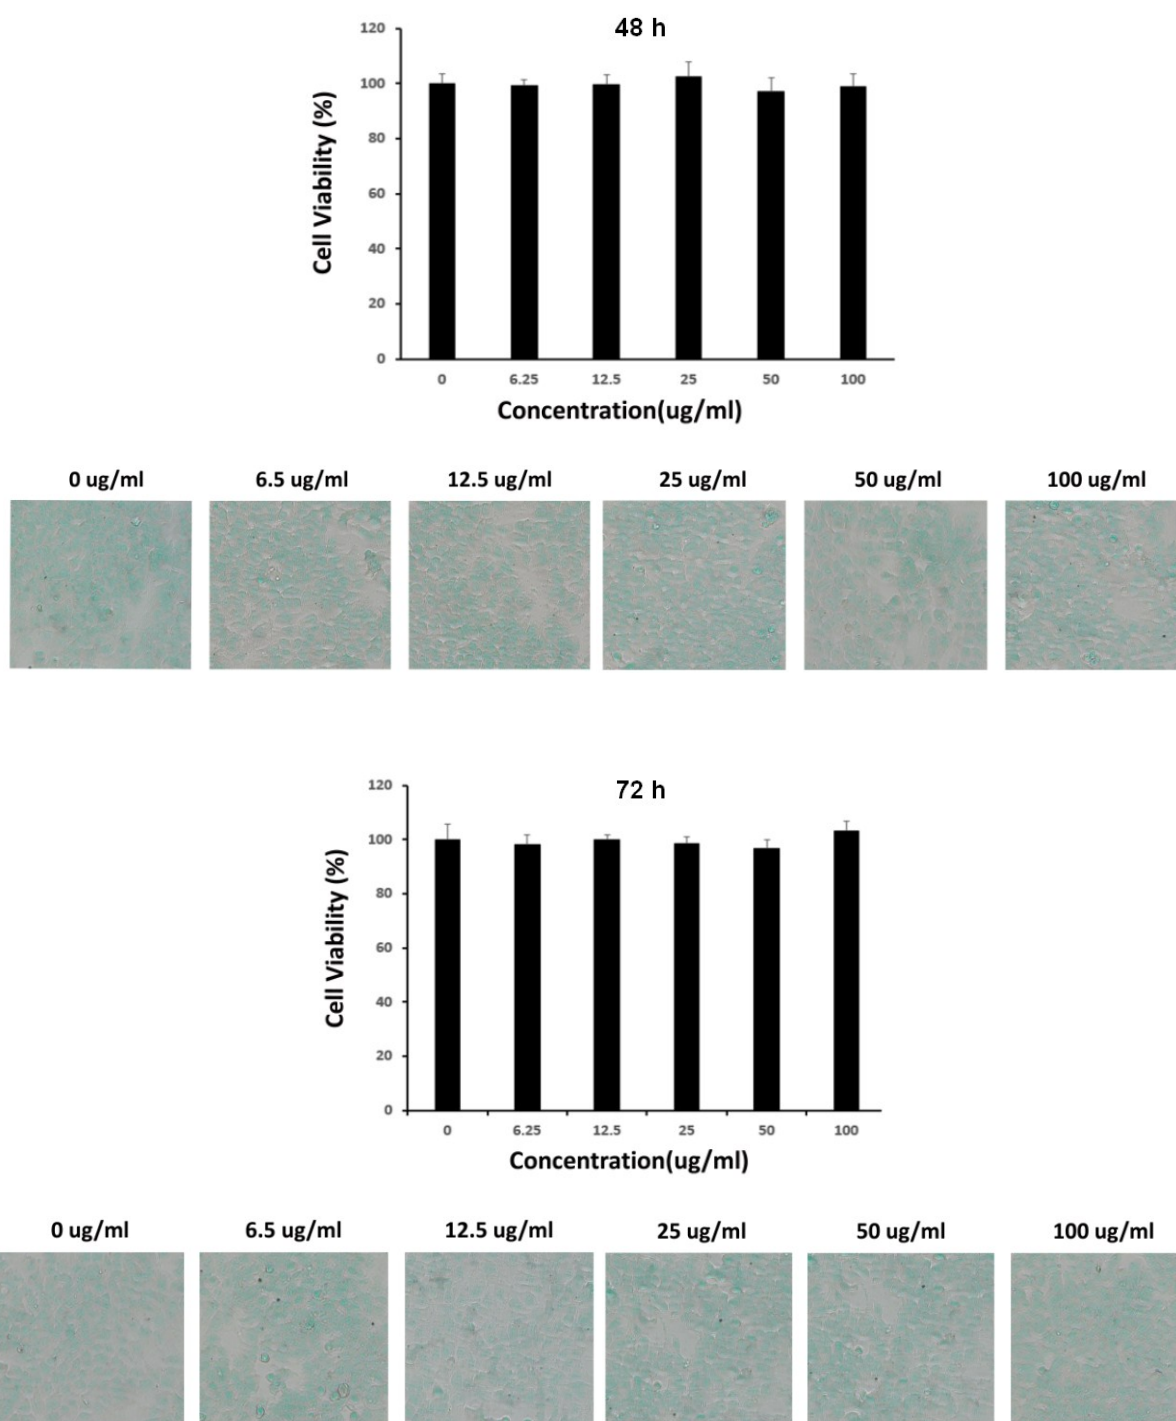 48 h
120
100
80
60
40
20
0
Cell Viability (%)
0 6.25 12.5 25 50 100
Concentration(ug/ml)
0 ug/ml 6.5 ug/ml 12.5 ug/ml 25 ug/ml 50 ug/ml 100 ug/ml
72 h
120
100
80
60
40
20
0
Cell Viability (%)
0 6.25 12.5 25 50 100
Concentration(ug/ml)
0 ug/ml 6.5 ug/ml 12.5 ug/ml 25 ug/ml 50 ug/ml 100 ug/ml